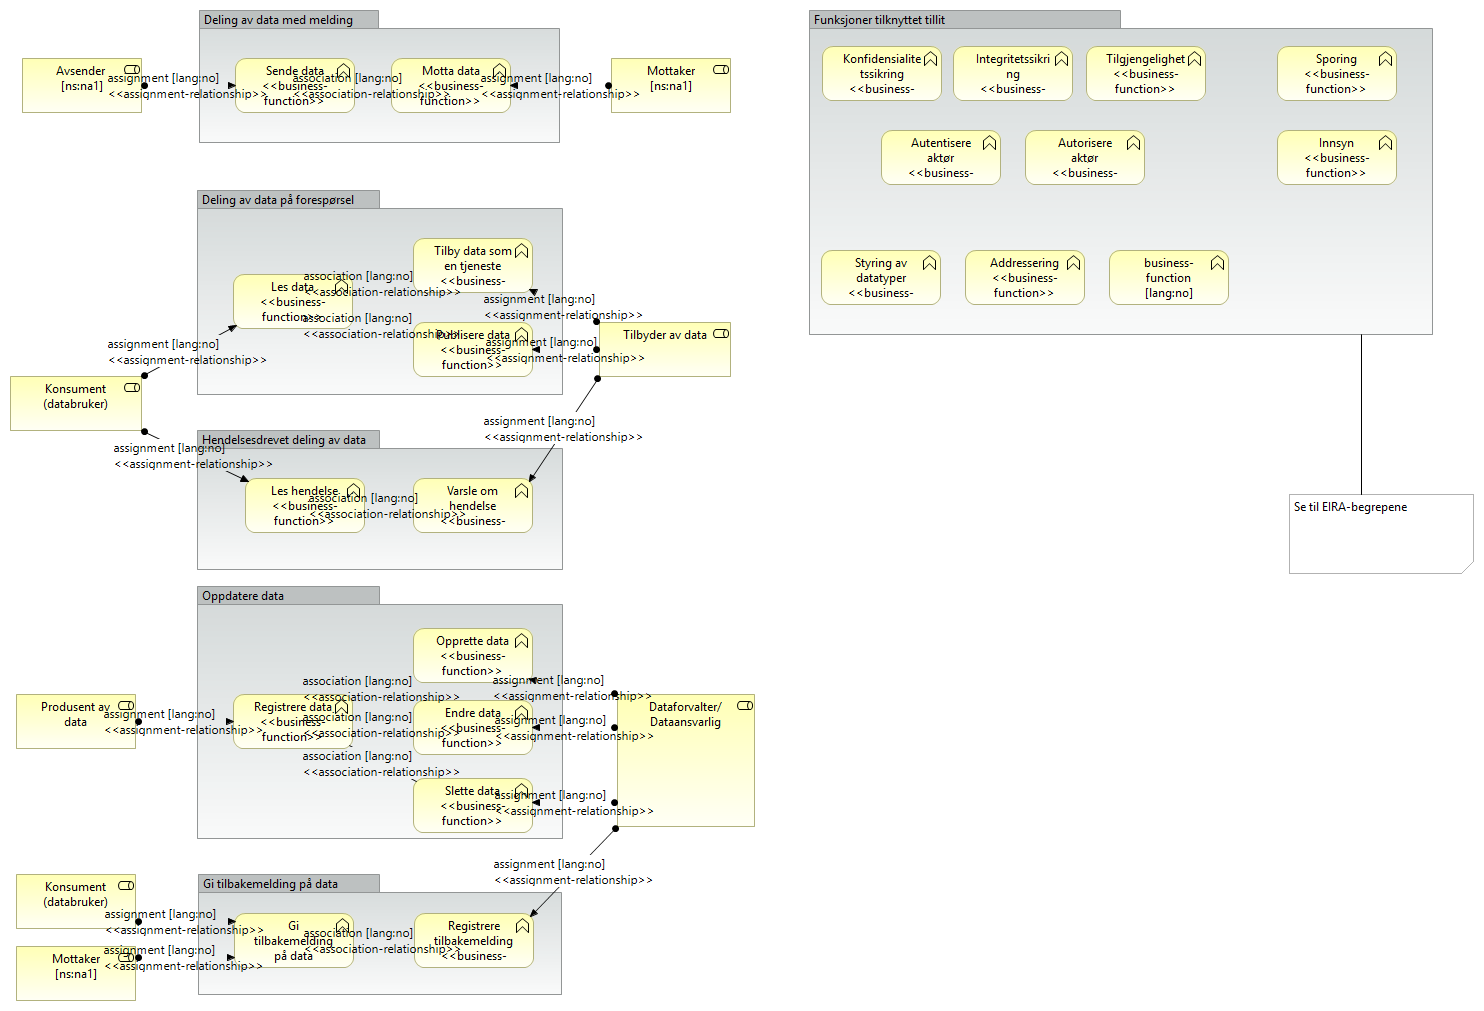 Deling av data med melding
Avsender
[ns:na1]
assignment [lang:no]
<<assignment-relationship>>
Sende data
<<business-
function>>
association [lang:no]
<<association-relationship>>
Motta data
<<business-
function>>
assignment [lang:no]
<<assignment-relationship>>
Mottaker
[ns:na1]
Deling av data på forespørsel
Tilby data som
en tjeneste
<<business-
Les data
<<business-
function>>
association [lang:no]
<<association-relationship>>
association [lang:no]
<<association-relationship>>
Publisere data
<<business-
function>>
assignment [lang:no]
<<assignment-relationship>>
assignment [lang:no]
<<assignment-relationship>>
Tilbyder av data
assignment [lang:no]
<<assignment-relationship>>
Konsument
(databruker)
assignment [lang:no]
<<assignment-relationship>>
assignment [lang:no]
<<assignment-relationship>>
Hendelsesdrevet deling av data
Les hendelse
<<business-
function>>
association [lang:no]
<<association-relationship>>
Varsle om
hendelse
<<business-
Oppdatere data
Opprette data
<<business-
function>>
Produsent av
data
assignment [lang:no]
<<assignment-relationship>>
Registrere data
<<business-
function>>
association [lang:no]
<<association-relationship>>
association [lang:no]
<<association-relationship>>
association [lang:no]
<<association-relationship>>
Endre data
<<business-
function>>
Slette data
<<business-
function>>
assignment [lang:no]
<<assignment-relationship>>
assignment [lang:no]
<<assignment-relationship>>
assignment [lang:no]
<<assignment-relationship>>
Dataforvalter/
Dataansvarlig
assignment [lang:no]
<<assignment-relationship>>
Gi tilbakemelding på data
Konsument
(databruker)
assignment [lang:no]
<<assignment-relationship>>
Mottaker
[ns:na1]
assignment [lang:no]
<<assignment-relationship>>
Gi
tilbakemelding
på data
association [lang:no]
<<association-relationship>>
Registrere
tilbakemelding
<<business-
Funksjoner tilknyttet tillit
Konfidensialite
tssikring
<<business-
Integritetssikri
ng
<<business-
Tilgjengelighet
<<business-
function>>
Sporing
<<business-
function>>
Autentisere
aktør
<<business-
Autorisere
aktør
<<business-
Innsyn
<<business-
function>>
Styring av
datatyper
<<business-
Addressering
<<business-
function>>
business-
function
[lang:no]
Se til EIRA-begrepene